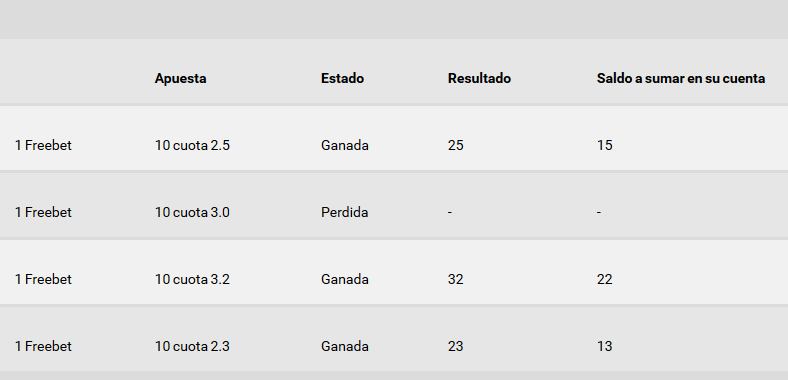 Apuesta Estado Resultado Saldo a sumar en su cuenta
1 Freebet 10 cuota 2.5 Ganada 25 15
1 Freebet 10 cuota 3.0 Perdida - -
1 Freebet 10 cuota 3.2 Ganada 32 22
1 Freebet 10 cuota 2.3 Ganada 23 13